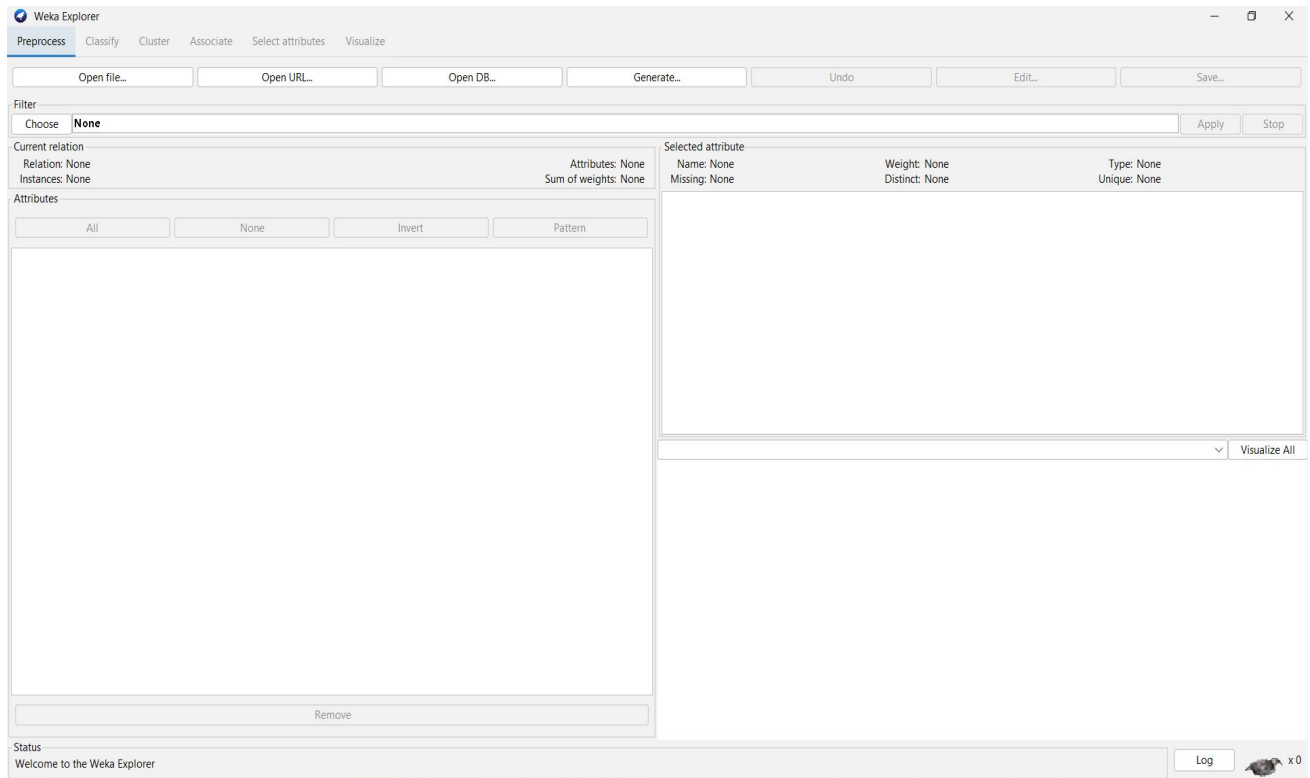 Weka Explorer
Preprocess Classify Cluster Associate Select attributes Visualize
Open file... Open URL... Open DB... Generate... Undo Edit... Save...
Filter
Choose None Apply Stop
Current relation
Relation: None Attributes: None
Instances: None Sum of weights: None
Selected attribute
Name: None Weight: None Type: None
Missing: None Distinct: None Unique: None
Attributes
All None Invert Pattern
Visualize All
Remove
Status
Welcome to the Weka Explorer
Log x 0